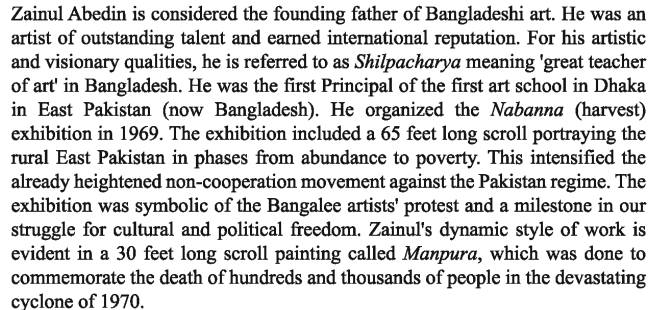 Zainul Abedin is considered the founding father of Bangladeshi art. He was an
artist of outstanding talent and earned international reputation. For his artistic
and visionary qualities, he is referred to as Shilpacharya meaning 'great teacher
of art' in Bangladesh. He was the first Principal of the first art school in Dhaka
in East Pakistan (now Bangladesh). He organized the Nabanna (harvest)
exhibition in 1969. The exhibition included a 65 feet long scroll portraying the
rural East Pakistan in phases from abundance to poverty. This intensified the
already heightened non-cooperation movement against the Pakistan regime. The
exhibition was symbolic of the Bangalee artists' protest and a milestone in our
struggle for cultural and political freedom. Zainul's dynamic style of work is
evident in a 30 feet long scroll painting called Manpura, which was done to
commemorate the death of hundreds and thousands of people in the devastating
cyclone of 1970.